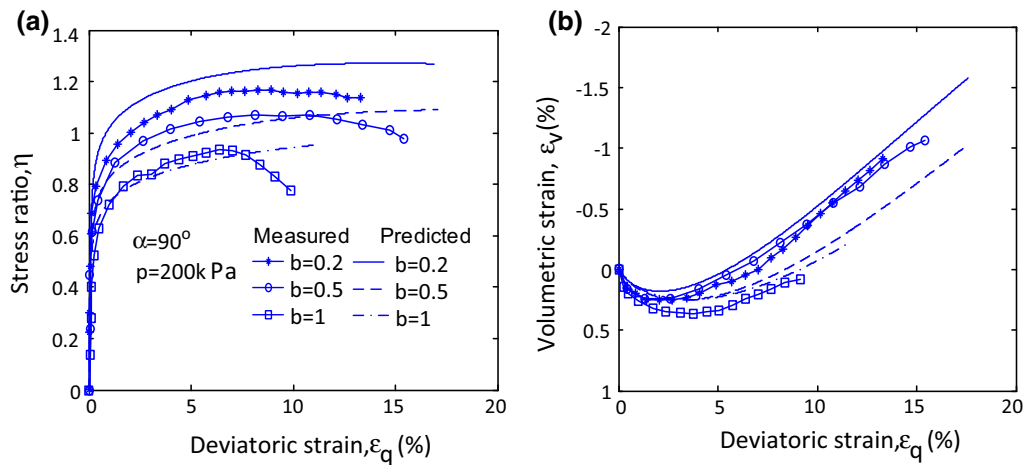 (a)
1.4
1.2
1
0.8
0.6
0.4
0.2
0
Stress ratio,η
0 5 10 15 20
Deviatoric strain,εq (%)
α=90o
p=200k Pa
Measured Predicted
b=0.2 b=0.2
b=0.5 b=0.5
b=1 b=1
(b)
-2
-1.5
-1
-0.5
0
0.5
1
Volumetric strain, εv(%)
0 5 10 15 20
Deviatoric strain,εq (%)